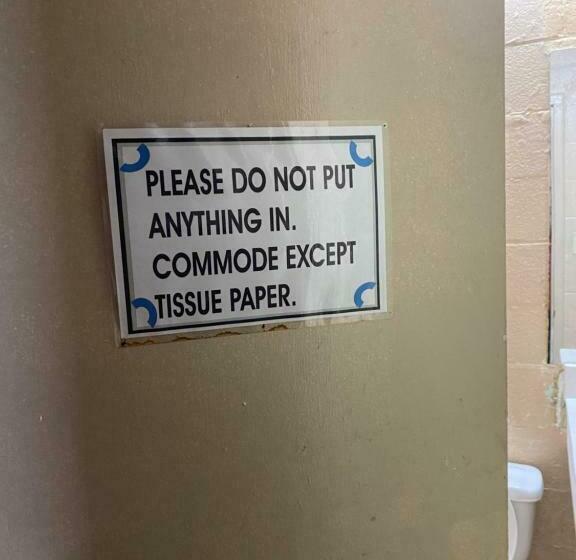 PLEASE DO NOT PUT
ANYTHING IN.
COMMODE EXCEPT
TISSUE PAPER.